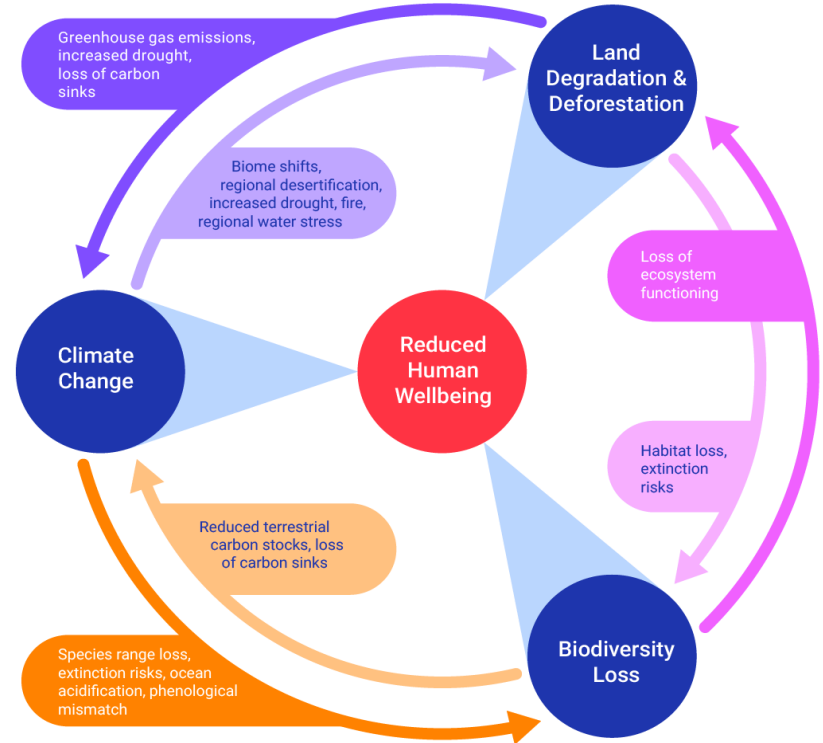 Greenhouse gas emissions,
increased drought,
loss of carbon
sinks
Land
Degradation &
Deforestation
Biome shifts,
regional desertification,
increased drought, fire,
regional water stress
Loss of
ecosystem
functioning
Climate
Change
Reduced
Human
Wellbeing
Habitat loss,
extinction
risks
Reduced terrestrial
carbon stocks, loss
of carbon sinks
Species range loss,
extinction risks, ocean
acidification, phenological
mismatch
Biodiversity
Loss